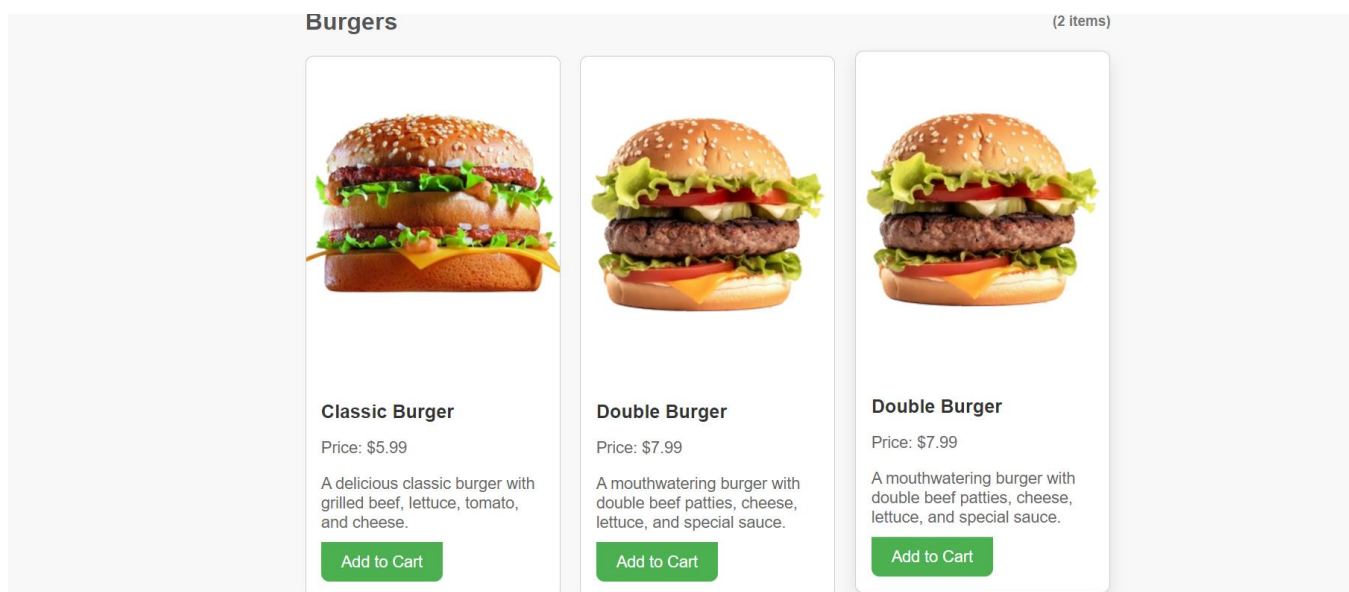 Burgers
(2 items)
Classic Burger
Price: $5.99
A delicious classic burger with
grilled beef, lettuce, tomato,
and cheese.
Add to Cart
Double Burger
Price: $7.99
A mouthwatering burger with
double beef patties, cheese,
lettuce, and special sauce.
Add to Cart
Double Burger
Price: $7.99
A mouthwatering burger with
double beef patties, cheese,
lettuce, and special sauce.
Add to Cart